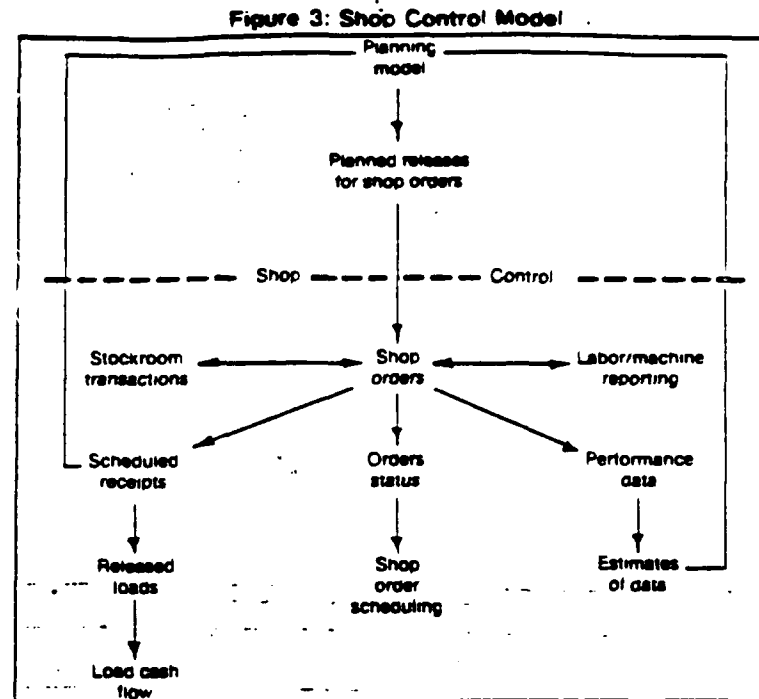 Figure 3: Shop Control Model
Planning
model
Planned releases
for shop orders
Shop Control
Stockroom
transactions
Shop
orders
Labor/machine
reporting
Scheduled
receipts
Orders
status
Performance
data
Released
loads
Shop
order
scheduling
Estimates
of data
Load cash
flow